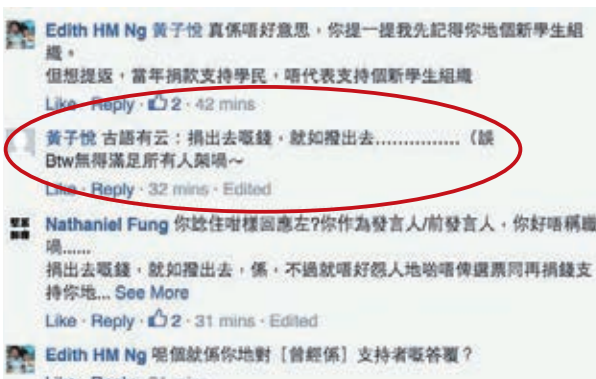 Edith HM Ng 黃子悅 真係唔好意思，你提一提我先記得你地個新學生組
織。
但想提返，當年捐款支持學民，唔代表支持個新學生組織
Like · Reply · 2 · 42 mins
黃子悅 古語有云：捐出去嘅錢，就如撥出去............... （誤
Btw無得滿足所有人架喎～
Like · Reply · 32 mins · Edited
Nathaniel Fung 你諗住咁樣回應左?你作為發言人/前發言人，你好唔稱職
喎......
捐出去嘅錢，就如撥出去，係，不過就唔好怨人地啲唔俾選票同再捐錢支
持你地... See More
Like · Reply · 2 · 31 mins · Edited
Edith HM Ng 呢個就係你地對［曾經係］支持者嘅答覆？